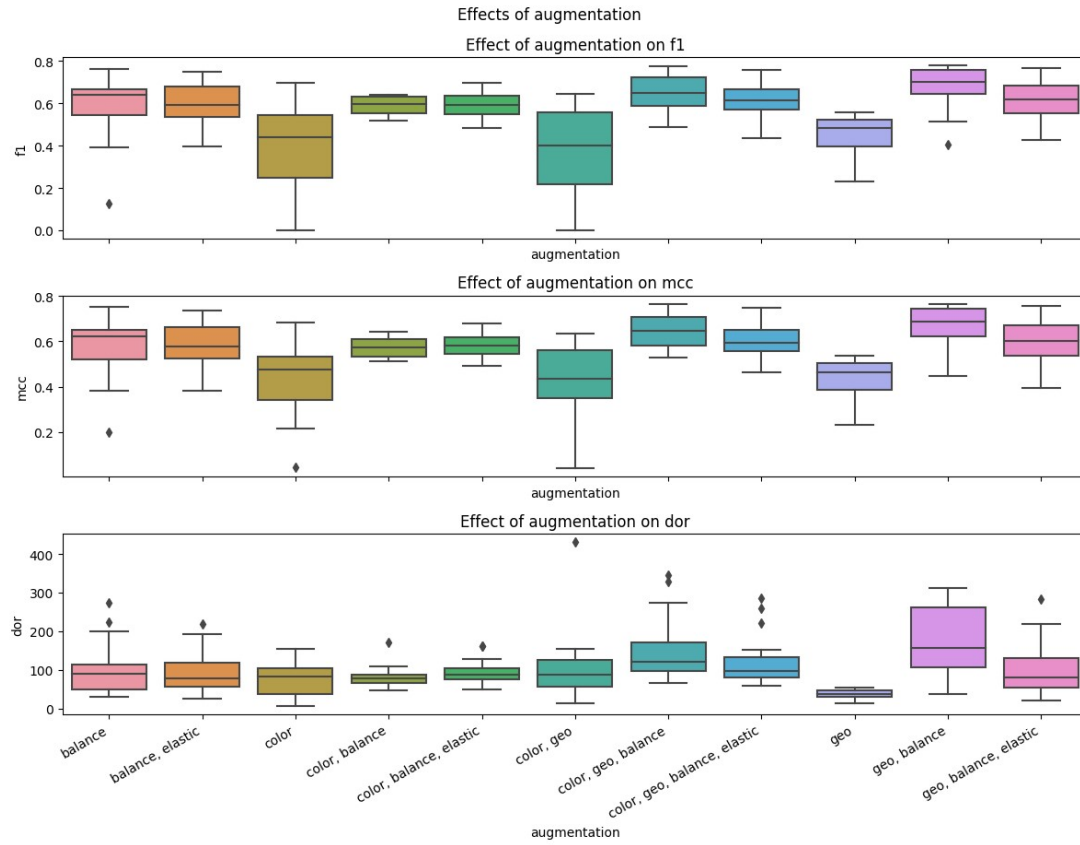 Effects of augmentation
Effect of augmentation on f1
0.8
0.6
0.4
0.2
0.0
f1
augmentation
Effect of augmentation on mcc
0.8
0.6
0.4
0.2
mcc
augmentation
Effect of augmentation on dor
400
300
200
100
0
dor
balance
balance, elastic
color
color, balance
color, balance, elastic
color, geo
color, geo, balance
color, geo, balance, elastic
geo
geo, balance
geo, balance, elastic
augmentation